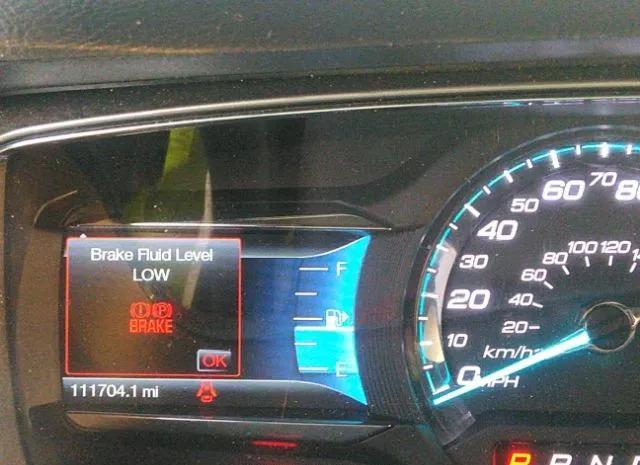 Brake Fluid Level
LOW
(!) (P)
BRAKE
OK
111704.1 mi
F
E
0 10 20 30 40 50 60 70 80
20 40 60 80 100 120
km/h
MPH
P R N